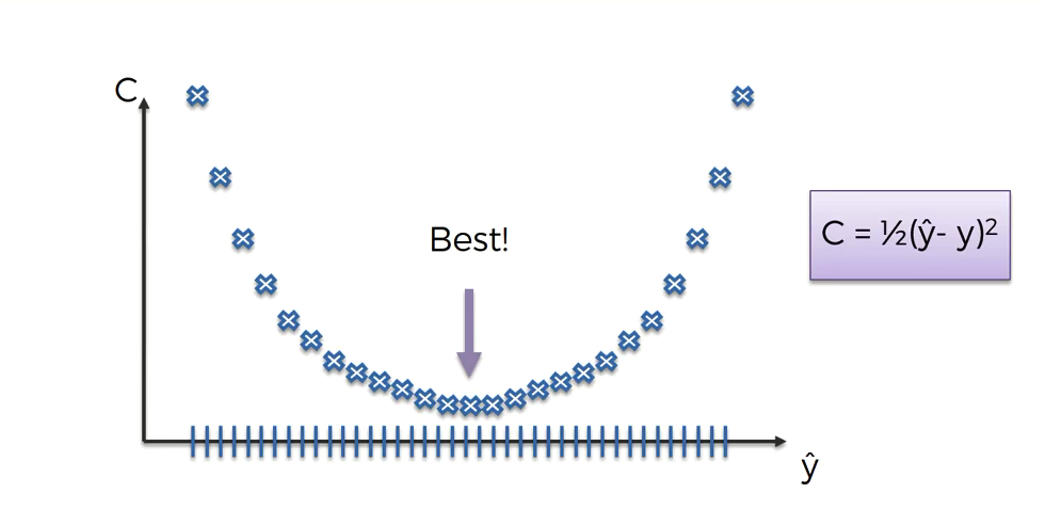 C
Best!
C = ½(ŷ- y)²
ŷ